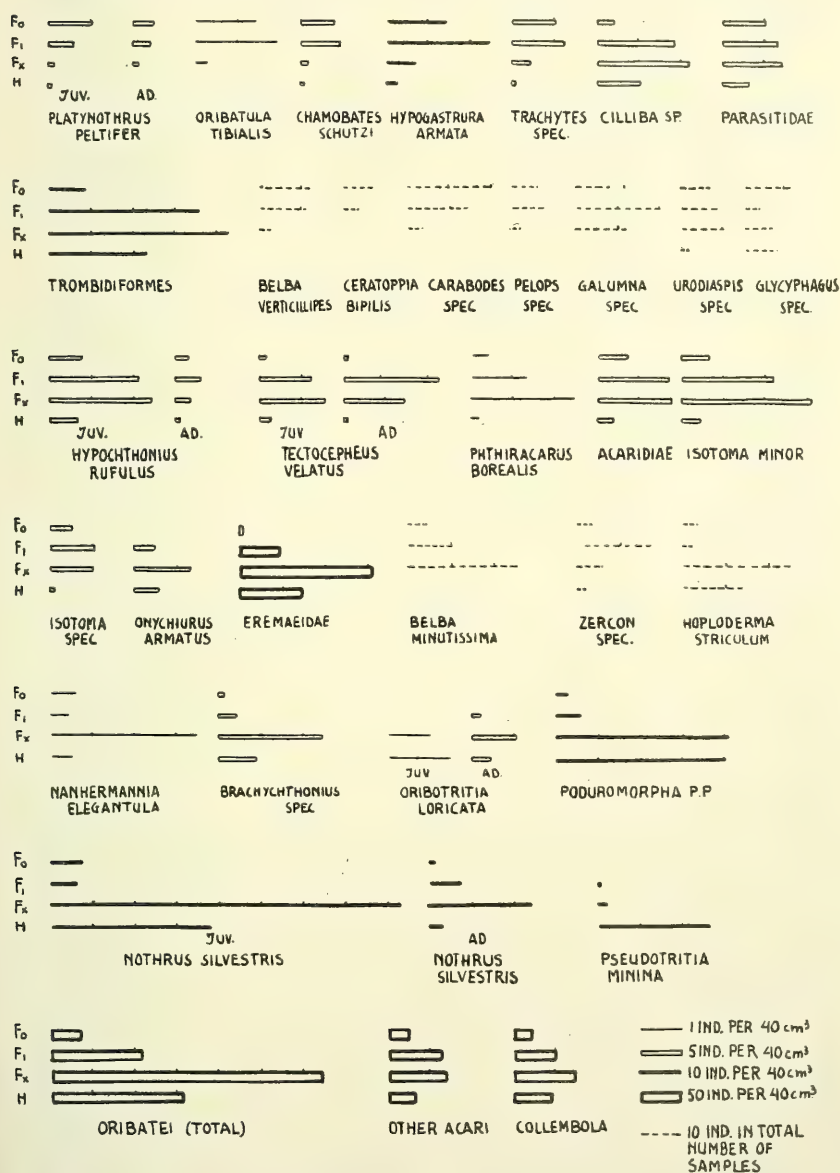 F₀
F₁
Fₓ
H
JUV. AD.
PLATYNOTHRUS ORIBATULA CHAMOBATES HYPOGASTRURA TRACHYTES CILLIBA SP. PARASITIDAE
PELTIFER TIBIALIS SCHUTZI ARMATA SPEC.
F₀
F₁
Fₓ
H
TROMBIDIFORMES BELBA CERATOPPIA CARABODES PELOPS GALUMNA URODIASPIS GLYCYPHAGUS
VERTICILLIPES BIPILIS SPEC SPEC SPEC SPEC SPEC.
F₀
F₁
Fₓ
H
JUV. AD. JUV AD
HYPOCHTHONIUS TECTOCEPHEUS PHTHIRACARUS ACARIDIAE ISOTOMA MINOR
RUFULUS VELATUS BOREALIS
F₀
F₁
Fₓ
H
ISOTOMA ONYCHIURUS EREMAEIDAE BELBA ZERCON HOPLODERMA
SPEC ARMATUS MINUTISSIMA SPEC. STRICULUM
F₀
F₁
Fₓ
H
JUV AD.
NANHERMANNIA BRACHYCHTHONIUS ORIBOTRITIA PODUROMORPHA P.P
ELEGANTULA SPEC LORICATA
F₀
F₁
Fₓ
H
JUV. AD
NOTHRUS SILVESTRIS NOTHRUS PSEUDOTRITIA
SILVESTRIS MINIMA
F₀
F₁
Fₓ
H
ORIBATEI (TOTAL) OTHER ACARI COLLEMBOLA
1 IND. PER 40 cm³
5 IND. PER 40 cm³
10 IND. PER 40 cm³
50 IND. PER 40 cm³
10 IND. IN TOTAL
NUMBER OF
SAMPLES